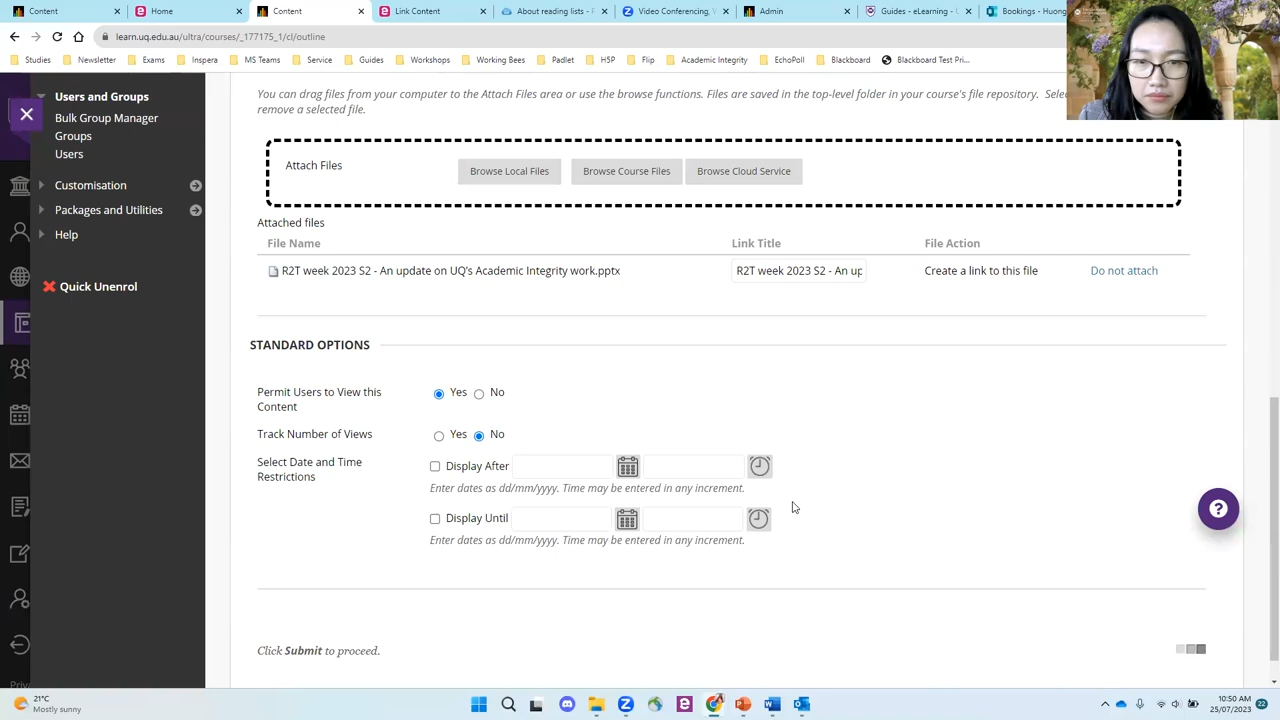 Content
Content
Home
Link Content
About reading lists - F
Video Conferencing,
Admin
Guides - eLearning -
Bookings - Huong
learn.uq.edu.au/ultra/courses/_177175_1/cl/outline
Studies
Newsletter
Exams
Inspera
MS Teams
Service
Guides
Workshops
Working Bees
Padlet
H5P
Flip
Academic Integrity
EchoPoll
Blackboard
Blackboard Test Pri...
Users and Groups
Bulk Group Manager
Groups
Users
Customisation
Packages and Utilities
Help
Quick Unenrol
You can drag files from your computer to the Attach Files area or use the browse functions. Files are saved in the top-level folder in your course's file repository.
remove a selected file.
Attach Files
Browse Local Files
Browse Course Files
Browse Cloud Service
Attached files
File Name
Link Title
File Action
R2T week 2023 S2 - An update on UQ's Academic Integrity work.pptx
R2T week 2023 S2 - An up
Create a link to this file
Do not attach
STANDARD OPTIONS
Permit Users to View this
Content
Yes
No
Track Number of Views
Yes
No
Select Date and Time
Restrictions
Display After
Enter dates as dd/mm/yyyy. Time may be entered in any increment.
Display Until
Enter dates as dd/mm/yyyy. Time may be entered in any increment.
?
Click Submit to proceed.
Priv
21°C
Mostly sunny
10:50 AM
25/07/2023
22